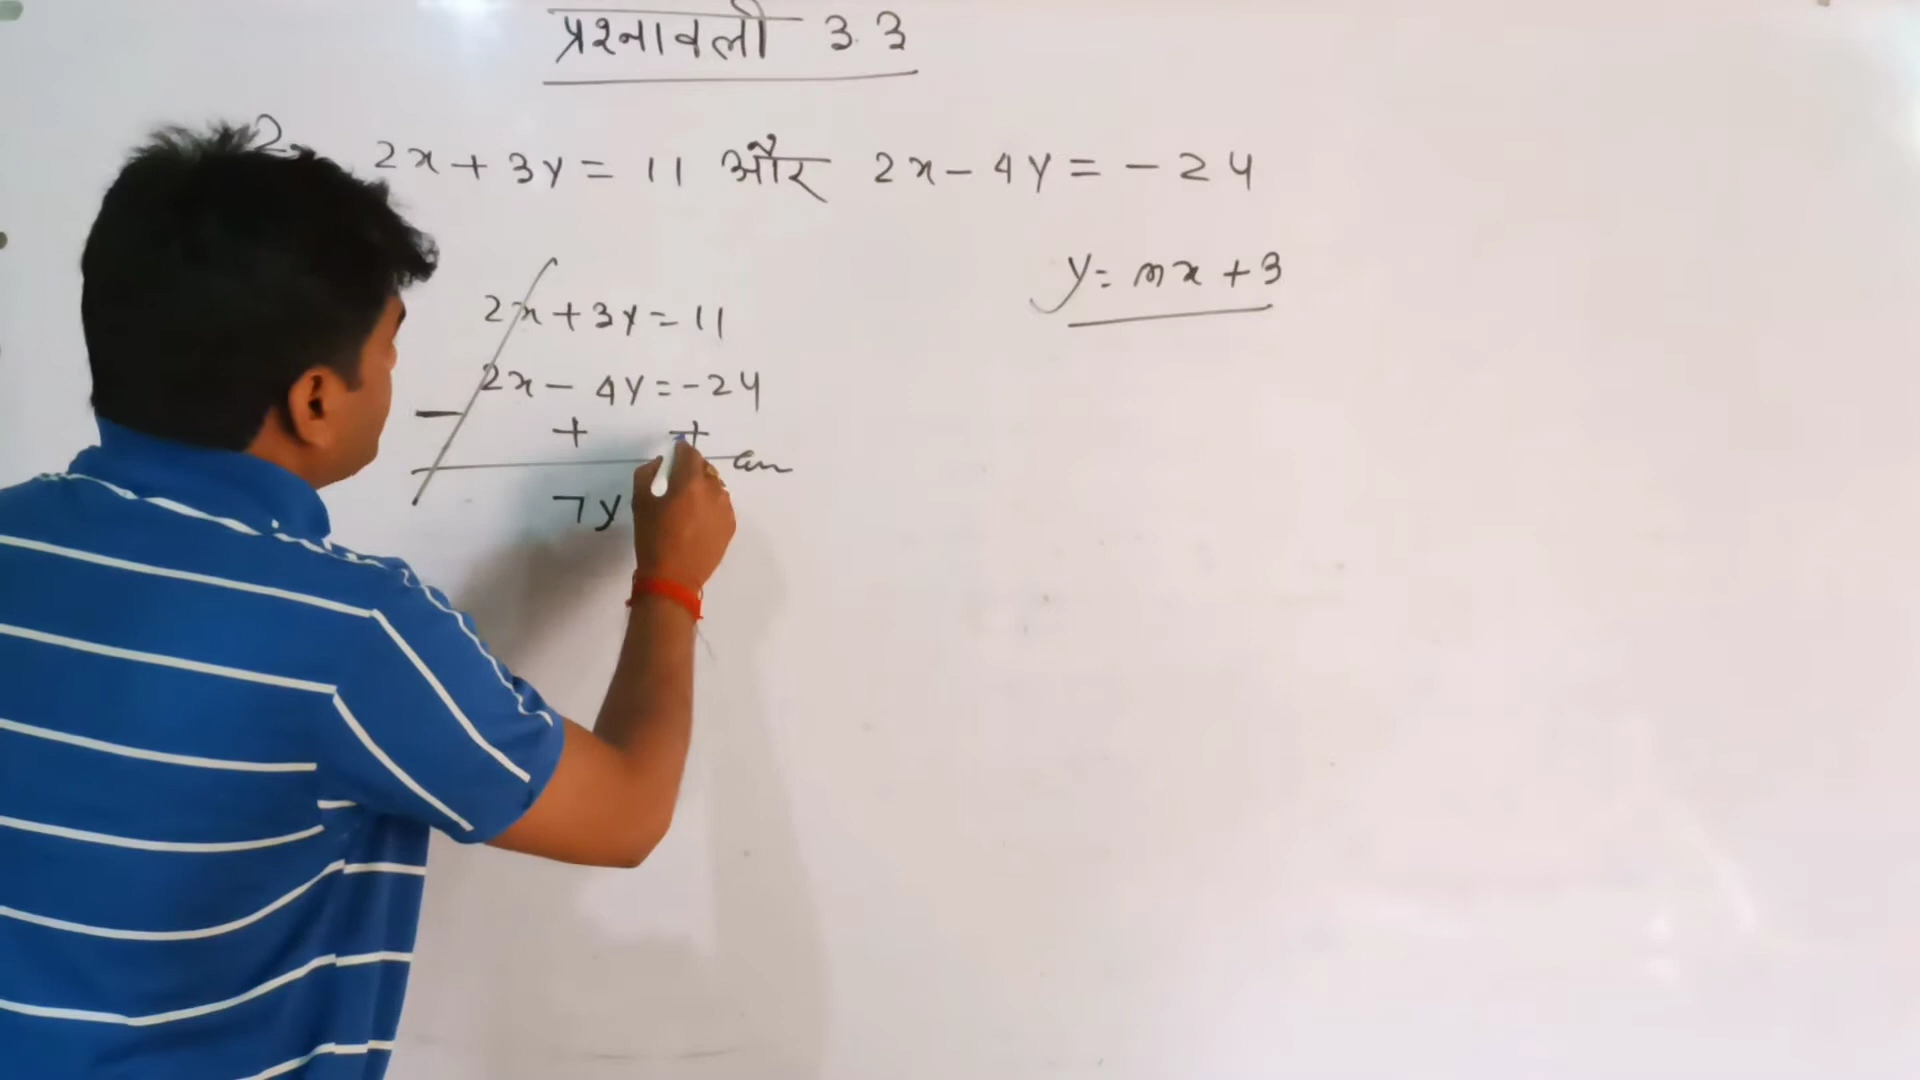 प्रश्नावली 3.3
2. 2x + 3y = 11 और 2x - 4y = - 24
y = mx + 3
2x + 3y = 11
2x - 4y = - 24
- + +
7y